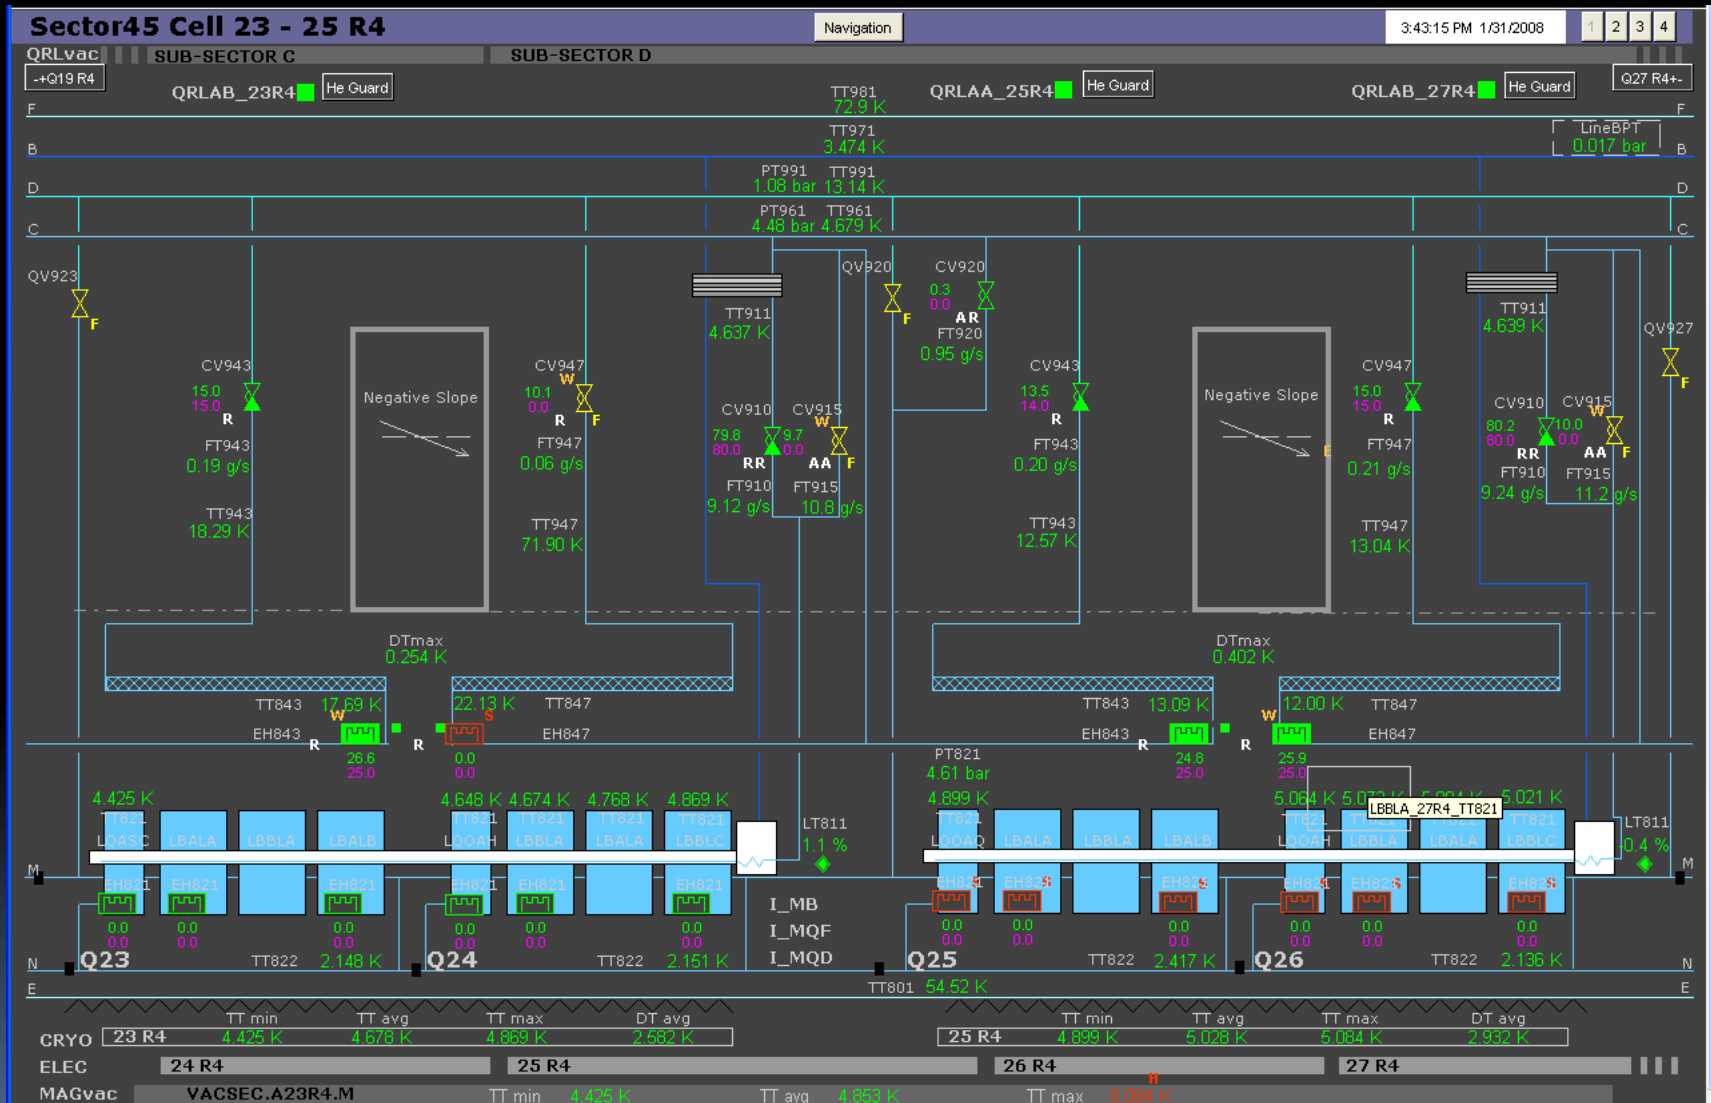 Sector45 Cell 23 - 25 R4
Navigation
3:43:15 PM 1/31/2008
1 2 3 4
QRLvac SUB-SECTOR C SUB-SECTOR D
-+Q19 R4 QRLAB_23R4 He Guard QRLAA_25R4 He Guard QRLAB_27R4 He Guard Q27 R4+-
TT981
F 72.9 K F
TT971 LineBPT
B 3.474 K 0.017 bar B
PT991 TT991
D 1.08 bar 13.14 K D
PT961 TT961
C 4.48 bar 4.679 K C
QV923 QV920 CV920
0.3
0.0
F F AR
TT911 FT920 TT911
4.637 K 0.95 g/s 4.639 K QV927
CV943 CV947 CV943 CV947
W F
15.0 10.1 13.5 15.0
15.0 0.0 14.0 15.0
R R F R R
Negative Slope Negative Slope
CV910 CV915 CV910 CV915
W W
79.8 9.7 80.2 10.0
80.0 0.0 80.0 0.0
RR AA F RR AA F
E
FT943 FT947 FT943 FT947
0.19 g/s 0.06 g/s 0.20 g/s 0.21 g/s
FT910 FT915 FT910 FT915
9.12 g/s 10.8 g/s 9.24 g/s 11.2 g/s
TT943 TT947 TT943 TT947
18.29 K 71.90 K 12.57 K 13.04 K
DTmax DTmax
0.254 K 0.402 K
TT843 17.69 K 22.13 K TT847 TT843 13.09 K 12.00 K TT847
W S W
EH843 R R EH847 EH843 R R EH847
26.6 0.0 24.8 25.9
25.0 0.0 25.0 25.0
PT821
4.61 bar
4.425 K 4.648 K 4.674 K 4.768 K 4.869 K 4.899 K 5.064 K 5.021 K
LBBLA_27R4_TT821
TT821 TT821 TT821 TT821 TT821 TT821 TT821 TT821
LQASC LBALA LBBLA LBALB LQOAH LBBLA LBALA LBBLC LQOAQ LBALA LBBLA LBALB LQOAH LBBLA LBALA LBBLC
LT811 LT811
1.1 % -0.4 %
M M
EH821 EH821 EH821 EH821 EH821 EH821 EH821 EH821 EH821 EH821 EH821 EH821
S S S S S S
0.0 0.0 0.0 0.0 0.0 0.0 0.0 0.0 0.0 0.0 0.0 0.0
0.0 0.0 0.0 0.0 0.0 0.0 0.0 0.0 0.0 0.0 0.0 0.0
I_MB
I_MQF
I_MQD
N Q23 TT822 2.148 K Q24 TT822 2.151 K Q25 TT822 2.417 K Q26 TT822 2.136 K N
E TT801 54.52 K E
TT min TT avg TT max DT avg TT min TT avg TT max DT avg
CRYO 23 R4 4.425 K 4.678 K 4.869 K 2.582 K 25 R4 4.899 K 5.028 K 5.084 K 2.932 K
ELEC 24 R4 25 R4 26 R4 27 R4
H
MAGvac VACSEC.A23R4.M TT min 4.425 K TT avg 4.853 K TT max 5.084 K